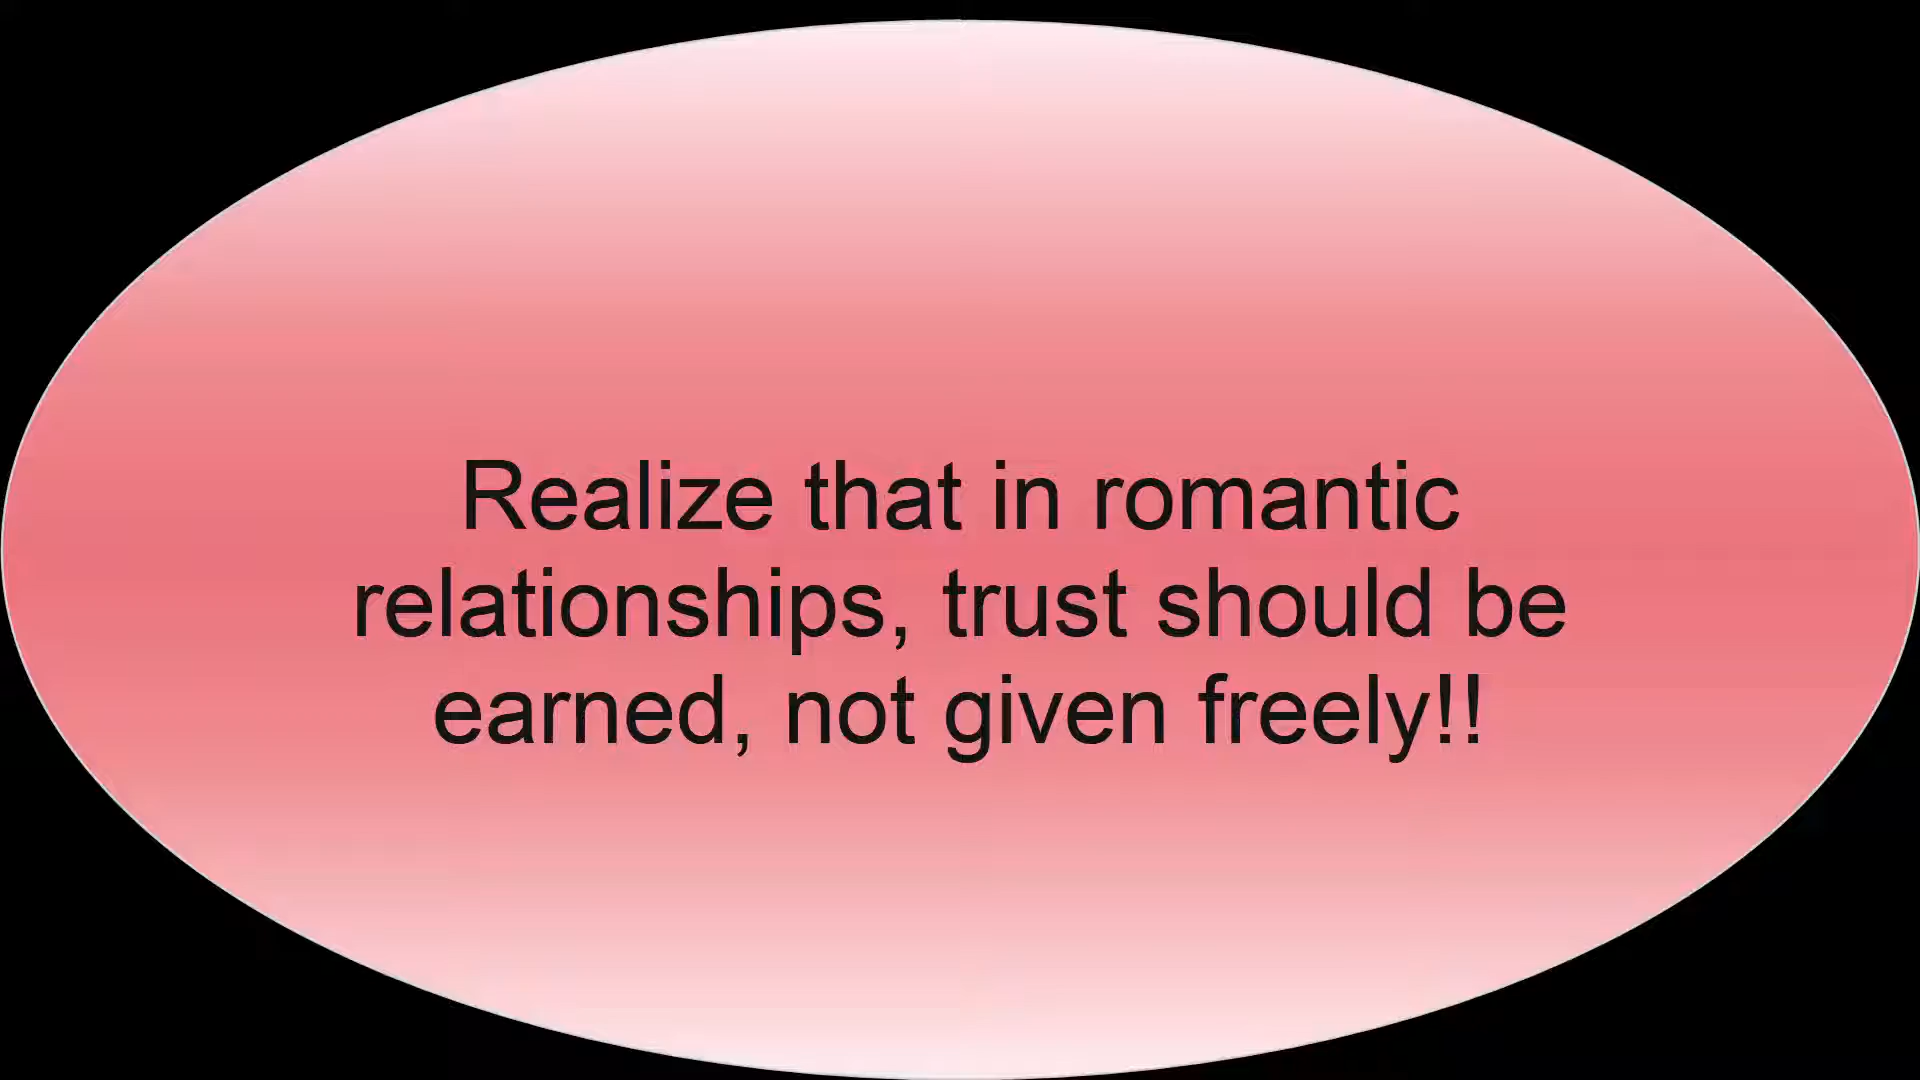 Realize that in romantic
relationships, trust should be
earned, not given freely!!